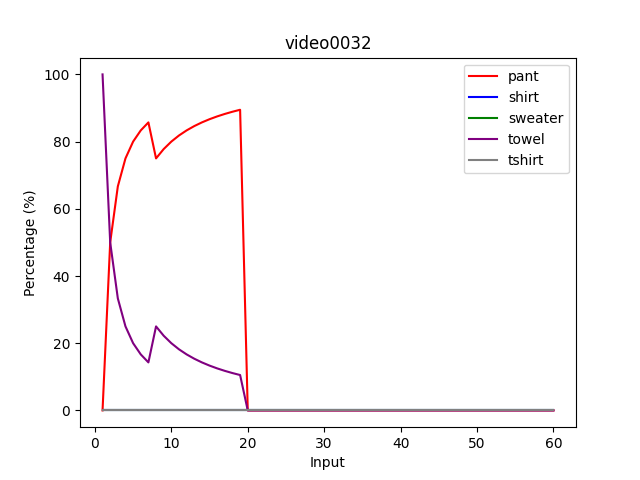 video0032
100
80
60
40
20
0
Percentage (%)
pant
shirt
sweater
towel
tshirt
0 10 20 30 40 50 60
Input